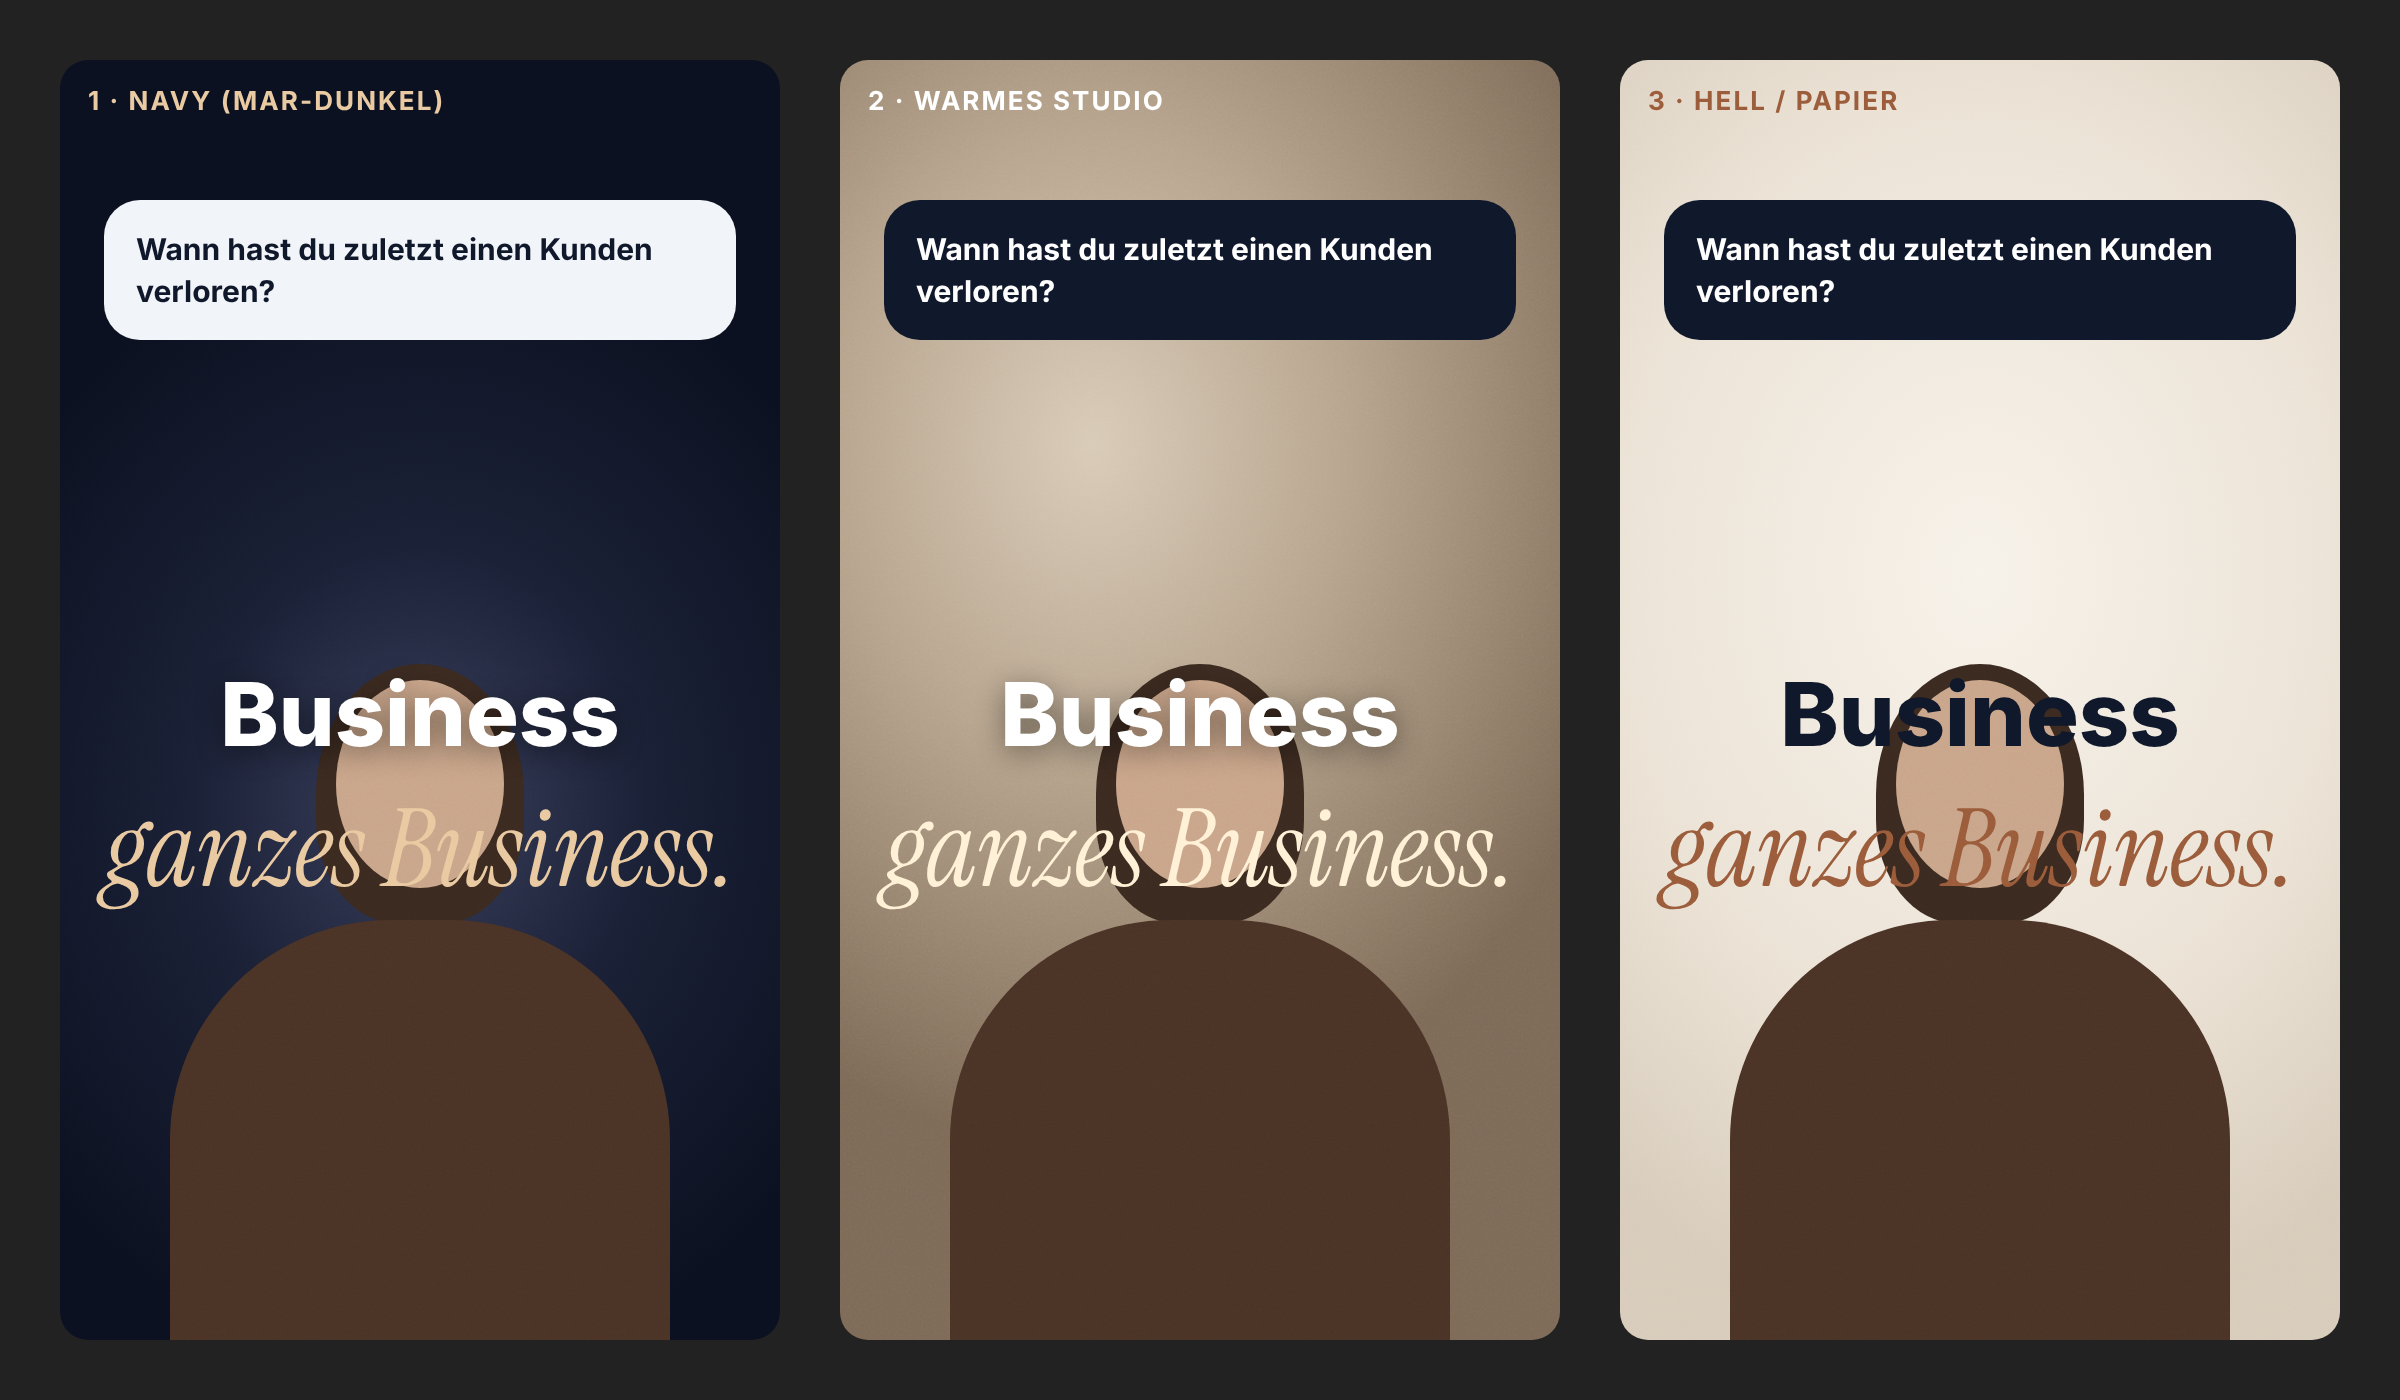 1 · NAVY (MAR-DUNKEL)
Wann hast du zuletzt einen Kunden
verloren?
Business
ganzes Business.
2 · WARMES STUDIO
Wann hast du zuletzt einen Kunden
verloren?
Business
ganzes Business.
3 · HELL / PAPIER
Wann hast du zuletzt einen Kunden
verloren?
Business
ganzes Business.